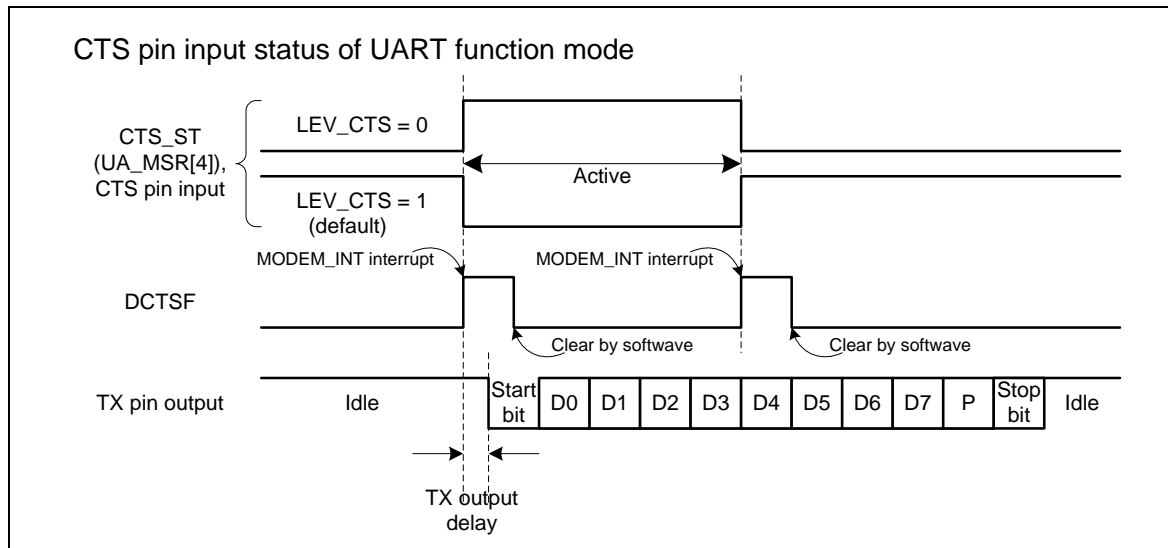 CTS pin input status of UART function mode
CTS_ST
(UA_MSR[4]),
CTS pin input
LEV_CTS = 0
Active
LEV_CTS = 1
(default)
MODEM_INT interrupt
MODEM_INT interrupt
DCTSF
Clear by softwave
Clear by softwave
TX pin output
Idle
Start
bit
D0
D1
D2
D3
D4
D5
D6
D7
P
Stop
bit
Idle
TX output
delay